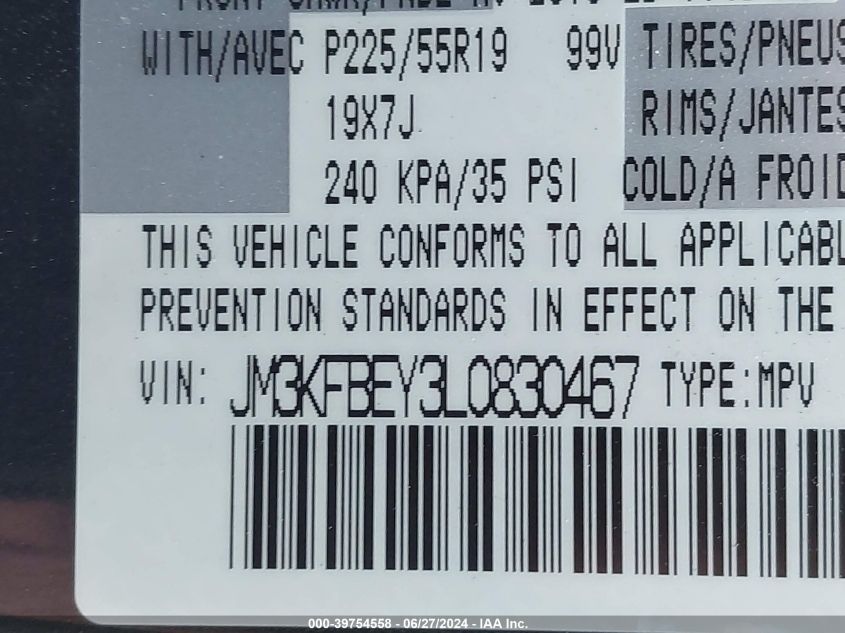 WITH/AVEC P225/55R19 99V TIRES/PNEUS
19X7J RIMS/JANTES
240 KPA/35 PSI COLD/A FROID
THIS VEHICLE CONFORMS TO ALL APPLICABL
PREVENTION STANDARDS IN EFFECT ON THE
VIN: JM3KFBEY3L0830467 TYPE:MPV
000-39754558 - 06/27/2024 - IAA Inc.